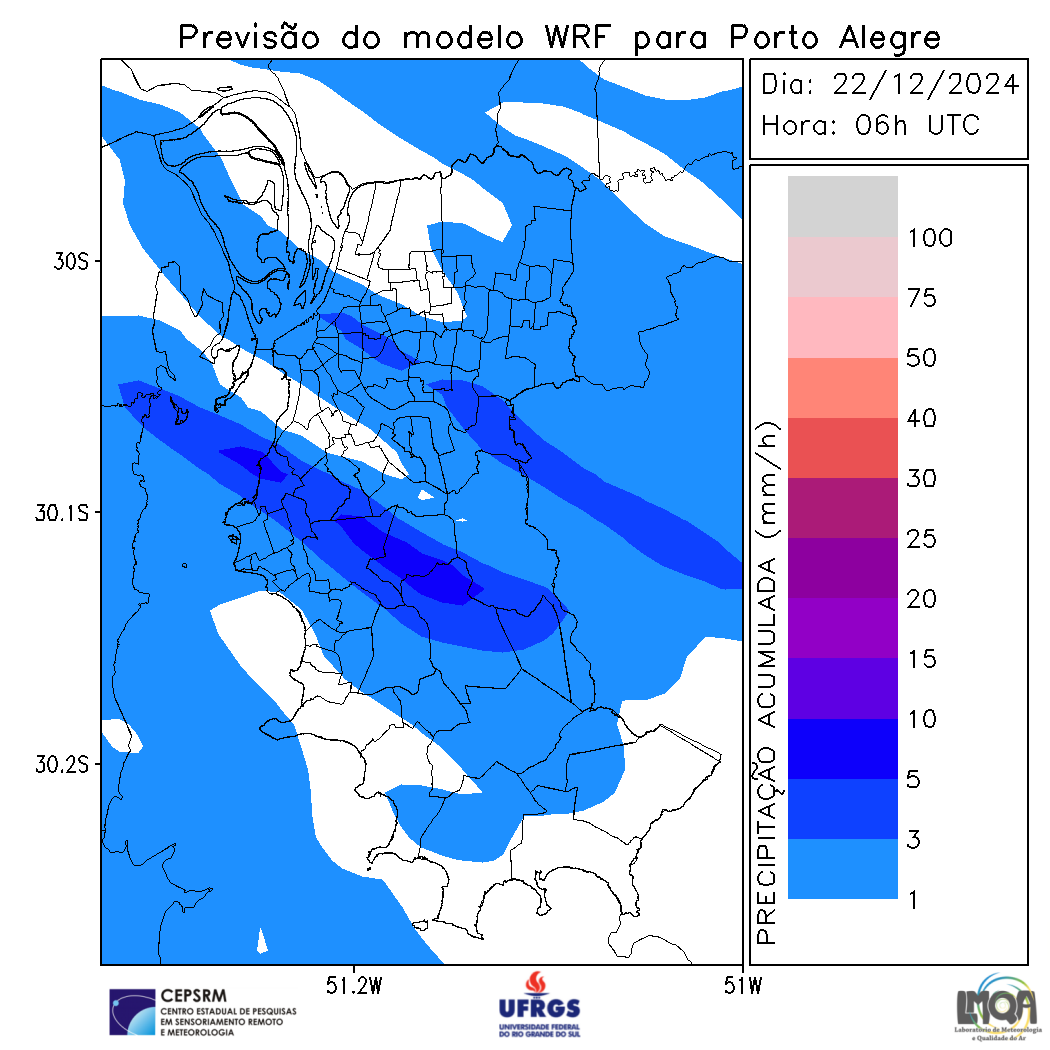 Previsão do modelo WRF para Porto Alegre
Dia: 22/12/2024
Hora: 06h UTC
30S
30.1S
30.2S
51.2W
51W
PRECIPITAÇÃO ACUMULADA (mm/h)
100
75
50
40
30
25
20
15
10
5
3
1
CEPSRM
CENTRO ESTADUAL DE PESQUISAS
EM SENSORIAMENTO REMOTO
E METEOROLOGIA
UFRGS
UNIVERSIDADE FEDERAL
DO RIO GRANDE DO SUL
LMQA
Laboratório de Meteorologia
e Qualidade do Ar